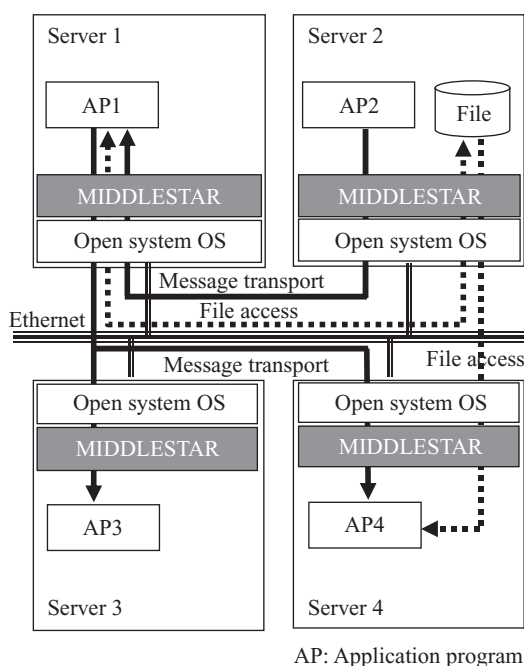 Server 1
Server 2
AP1
AP2
File
MIDDLESTAR
MIDDLESTAR
Open system OS
Open system OS
Message transport
File access
Ethernet
Message transport
File access
Open system OS
Open system OS
MIDDLESTAR
MIDDLESTAR
AP3
AP4
Server 3
Server 4
AP: Application program